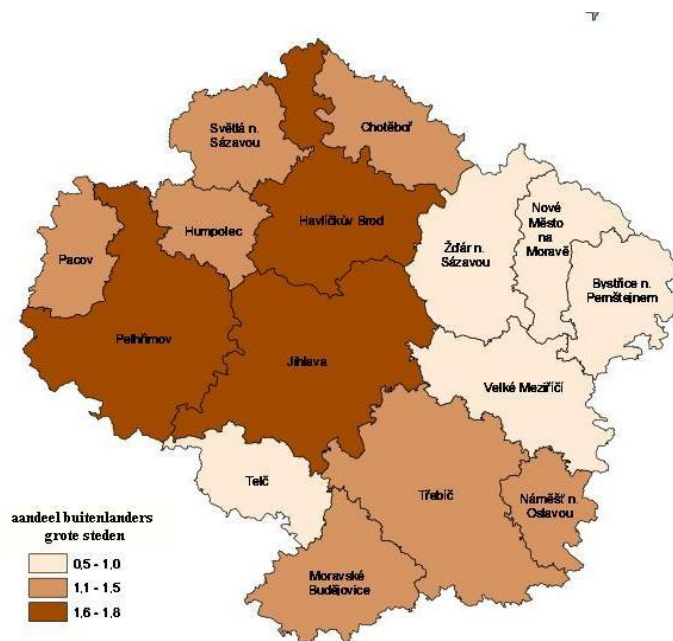 Světlá n.
Sázavou
Chotěboř
Humpolec
Havlíčkův Brod
Pacov
Pelhřimov
Jihlava
Žďár n.
Sázavou
Nové
Město
na
Moravě
Bystřice n.
Pernštejnem
Velké Meziříčí
Telč
Třebíč
Náměšť n.
Oslavou
Moravské
Budějovice
aandeel buitenlanders
grote steden
0,5 - 1,0
1,1 - 1,5
1,6 - 1,8